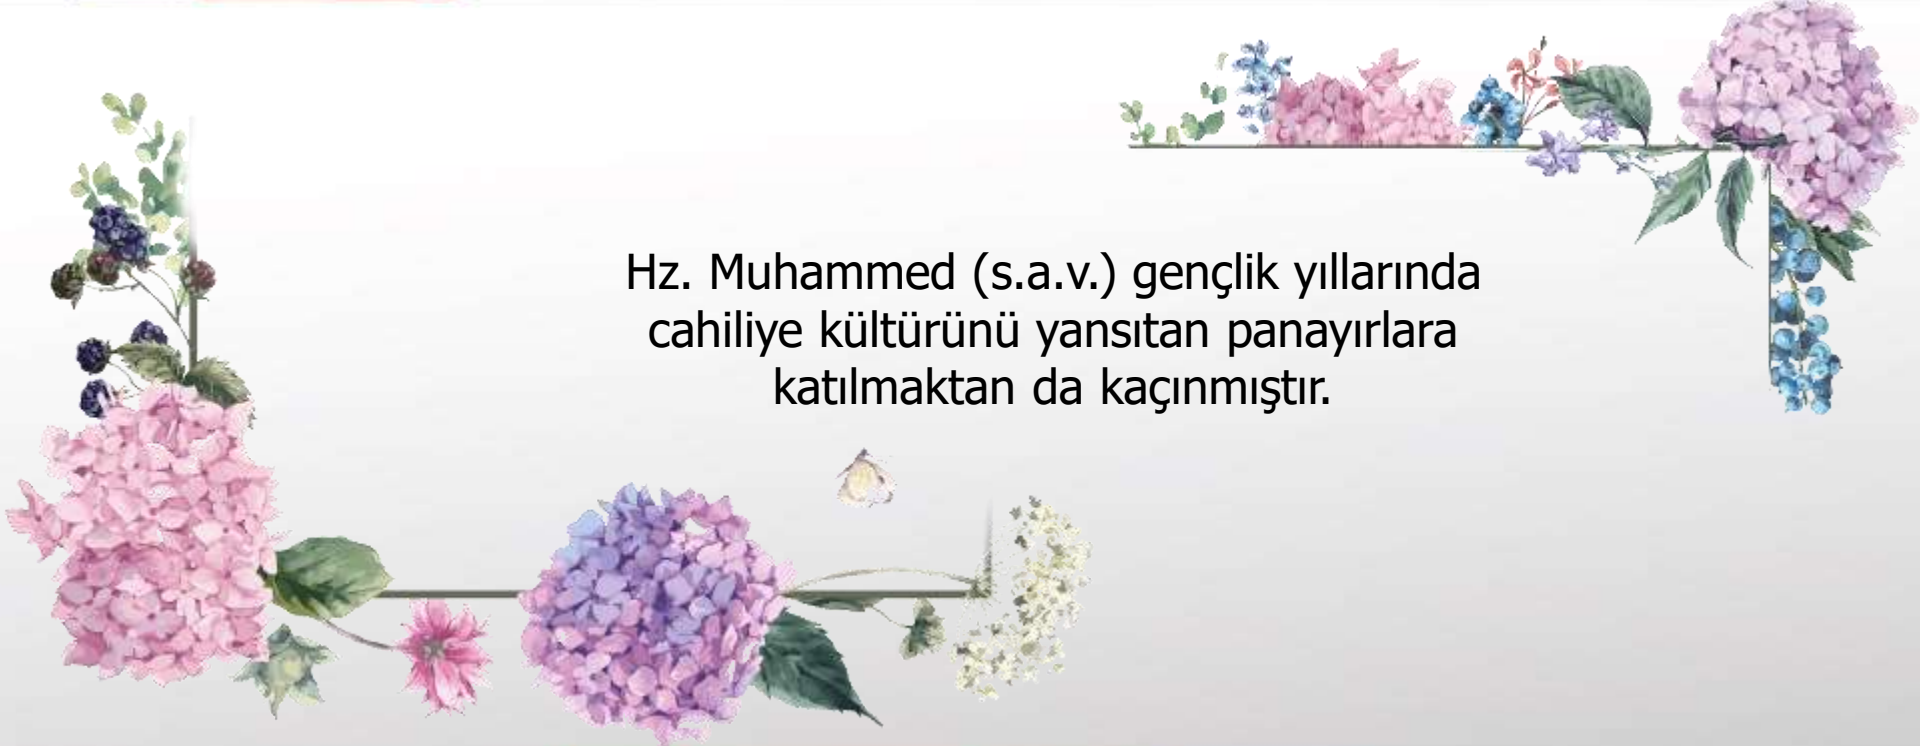 Hz. Muhammed (s.a.v.) gençlik yıllarında
cahiliye kültürünü yansıtan panayırlara
katılmaktan da kaçınmıştır.